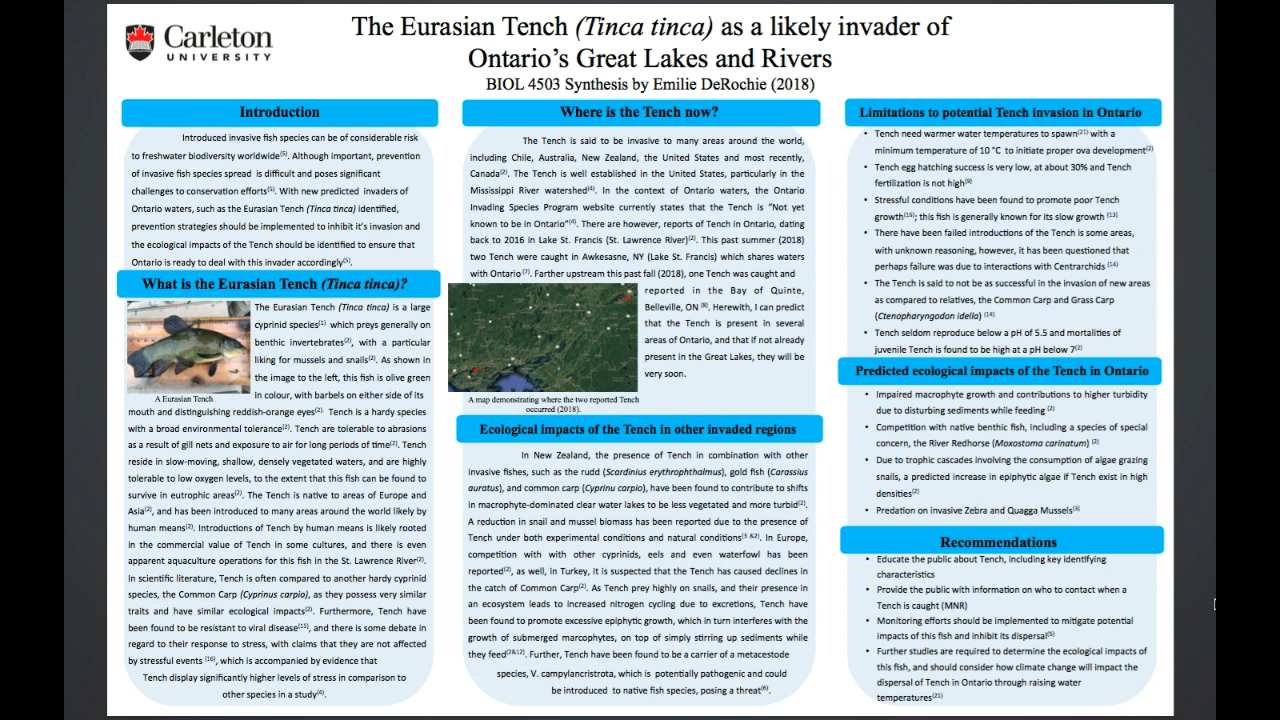 Carleton
UNIVERSITY
The Eurasian Tench (Tinca tinca) as a likely invader of
Ontario's Great Lakes and Rivers
BIOL 4503 Synthesis by Emilie DeRochie (2018)
Introduction
Introduced invasive fish species can be of considerable risk
to freshwater biodiversity worldwide(5). Although important, prevention
of invasive fish species spread is difficult and poses significant
challenges to conservation efforts(5). With new predicted invaders of
Ontario waters, such as the Eurasian Tench (Tinca tinca) identified,
prevention strategies should be implemented to inhibit it's invasion and
the ecological impacts of the Tench should be identified to ensure that
Ontario is ready to deal with this invader accordingly(5).
What is the Eurasian Tench (Tinca tinca)?
The Eurasian Tench (Tinca tinca) is a large
cyprinid species(1) which preys generally on
benthic invertebrates(2), with a particular
liking for mussels and snails(2). As shown in
the image to the left, this fish is olive green
in colour, with barbels on either side of its
A Eurasian Tench
mouth and distinguishing reddish-orange eyes(2). Tench is a hardy species
with a broad environmental tolerance(2). Tench are tolerable to abrasions
as a result of gill nets and exposure to air for long periods of time(2). Tench
reside in slow-moving, shallow, densely vegetated waters, and are highly
tolerable to low oxygen levels, to the extent that this fish can be found to
survive in eutrophic areas(2). The Tench is native to areas of Europe and
Asia(2), and has been introduced to many areas around the world likely by
human means(2). Introductions of Tench by human means is likely rooted
in the commercial value of Tench in some cultures, and there is even
apparent aquaculture operations for this fish in the St. Lawrence River(2).
In scientific literature, Tench is often compared to another hardy cyprinid
species, the Common Carp (Cyprinus carpio), as they possess very similar
traits and have similar ecological impacts(2). Furthermore, Tench have
been found to be resistant to viral disease(15), and there is some debate in
regard to their response to stress, with claims that they are not affected
by stressful events (16), which is accompanied by evidence that
Tench display significantly higher levels of stress in comparison to
other species in a study(4).
Where is the Tench now?
The Tench is said to be invasive to many areas around the world,
including Chile, Australia, New Zealand, the United States and most recently,
Canada(2). The Tench is well established in the United States, particularly in the
Mississippi River watershed(4). In the context of Ontario waters, the Ontario
Invading Species Program website currently states that the Tench is "Not yet
known to be in Ontario"(4). There are however, reports of Tench in Ontario, dating
back to 2016 in Lake St. Francis (St. Lawrence River)(2). This past summer (2018)
two Tench were caught in Awkesasne, NY (Lake St. Francis) which shares waters
with Ontario (7). Farther upstream this past fall (2018), one Tench was caught and
reported in the Bay of Quinte,
Belleville, ON (8). Herewith, I can predict
that the Tench is present in several
areas of Ontario, and that if not already
present in the Great Lakes, they will be
very soon.
A map demonstrating where the two reported Tench
occurred (2018).
Ecological impacts of the Tench in other invaded regions
In New Zealand, the presence of Tench in combination with other
invasive fishes, such as the rudd (Scardinius erythrophthalmus), gold fish (Carassius
auratus), and common carp (Cyprinu carpio), have been found to contribute to shifts
in macrophyte-dominated clear water lakes to be less vegetated and more turbid(2).
A reduction in snail and mussel biomass has been reported due to the presence of
Tench under both experimental conditions and natural conditions(3 &2). In Europe,
competition with with other cyprinids, eels and even waterfowl has been
reported(2), as well, in Turkey, it is suspected that the Tench has caused declines in
the catch of Common Carp(2). As Tench prey highly on snails, and their presence in
an ecosystem leads to increased nitrogen cycling due to excretions, Tench have
been found to promote excessive epiphytic growth, which in turn interferes with the
growth of submerged marcophytes, on top of simply stirring up sediments while
they feed(2&12). Further, Tench have been found to be a carrier of a metacestode
species, V. campylancristrota, which is potentially pathogenic and could
be introduced to native fish species, posing a threat(6).
Limitations to potential Tench invasion in Ontario
• Tench need warmer water temperatures to spawn(21) with a
minimum temperature of 10 °C to initiate proper ova development(2)
• Tench egg hatching success is very low, at about 30% and Tench
fertilization is not high(9)
• Stressful conditions have been found to promote poor Tench
growth(16); this fish is generally known for its slow growth (13)
• There have been failed introductions of the Tench is some areas,
with unknown reasoning, however, it has been questioned that
perhaps failure was due to interactions with Centrarchids (14)
• The Tench is said to not be as successful in the invasion of new areas
as compared to relatives, the Common Carp and Grass Carp
(Ctenopharyngodon idella) (14)
• Tench seldom reproduce below a pH of 5.5 and mortalities of
juvenile Tench is found to be high at a pH below 7(2)
Predicted ecological impacts of the Tench in Ontario
• Impaired macrophyte growth and contributions to higher turbidity
due to disturbing sediments while feeding (2)
• Competition with native benthic fish, including a species of special
concern, the River Redhorse (Moxostoma carinatum) (2)
• Due to trophic cascades involving the consumption of algae grazing
snails, a predicted increase in epiphytic algae if Tench exist in high
densities(2)
• Predation on invasive Zebra and Quagga Mussels(3)
Recommendations
• Educate the public about Tench, including key identifying
characteristics
• Provide the public with information on who to contact when a
Tench is caught (MNR)
• Monitoring efforts should be implemented to mitigate potential
impacts of this fish and inhibit its dispersal(5)
• Further studies are required to determine the ecological impacts of
this fish, and should consider how climate change will impact the
dispersal of Tench in Ontario through raising water
temperatures(21)